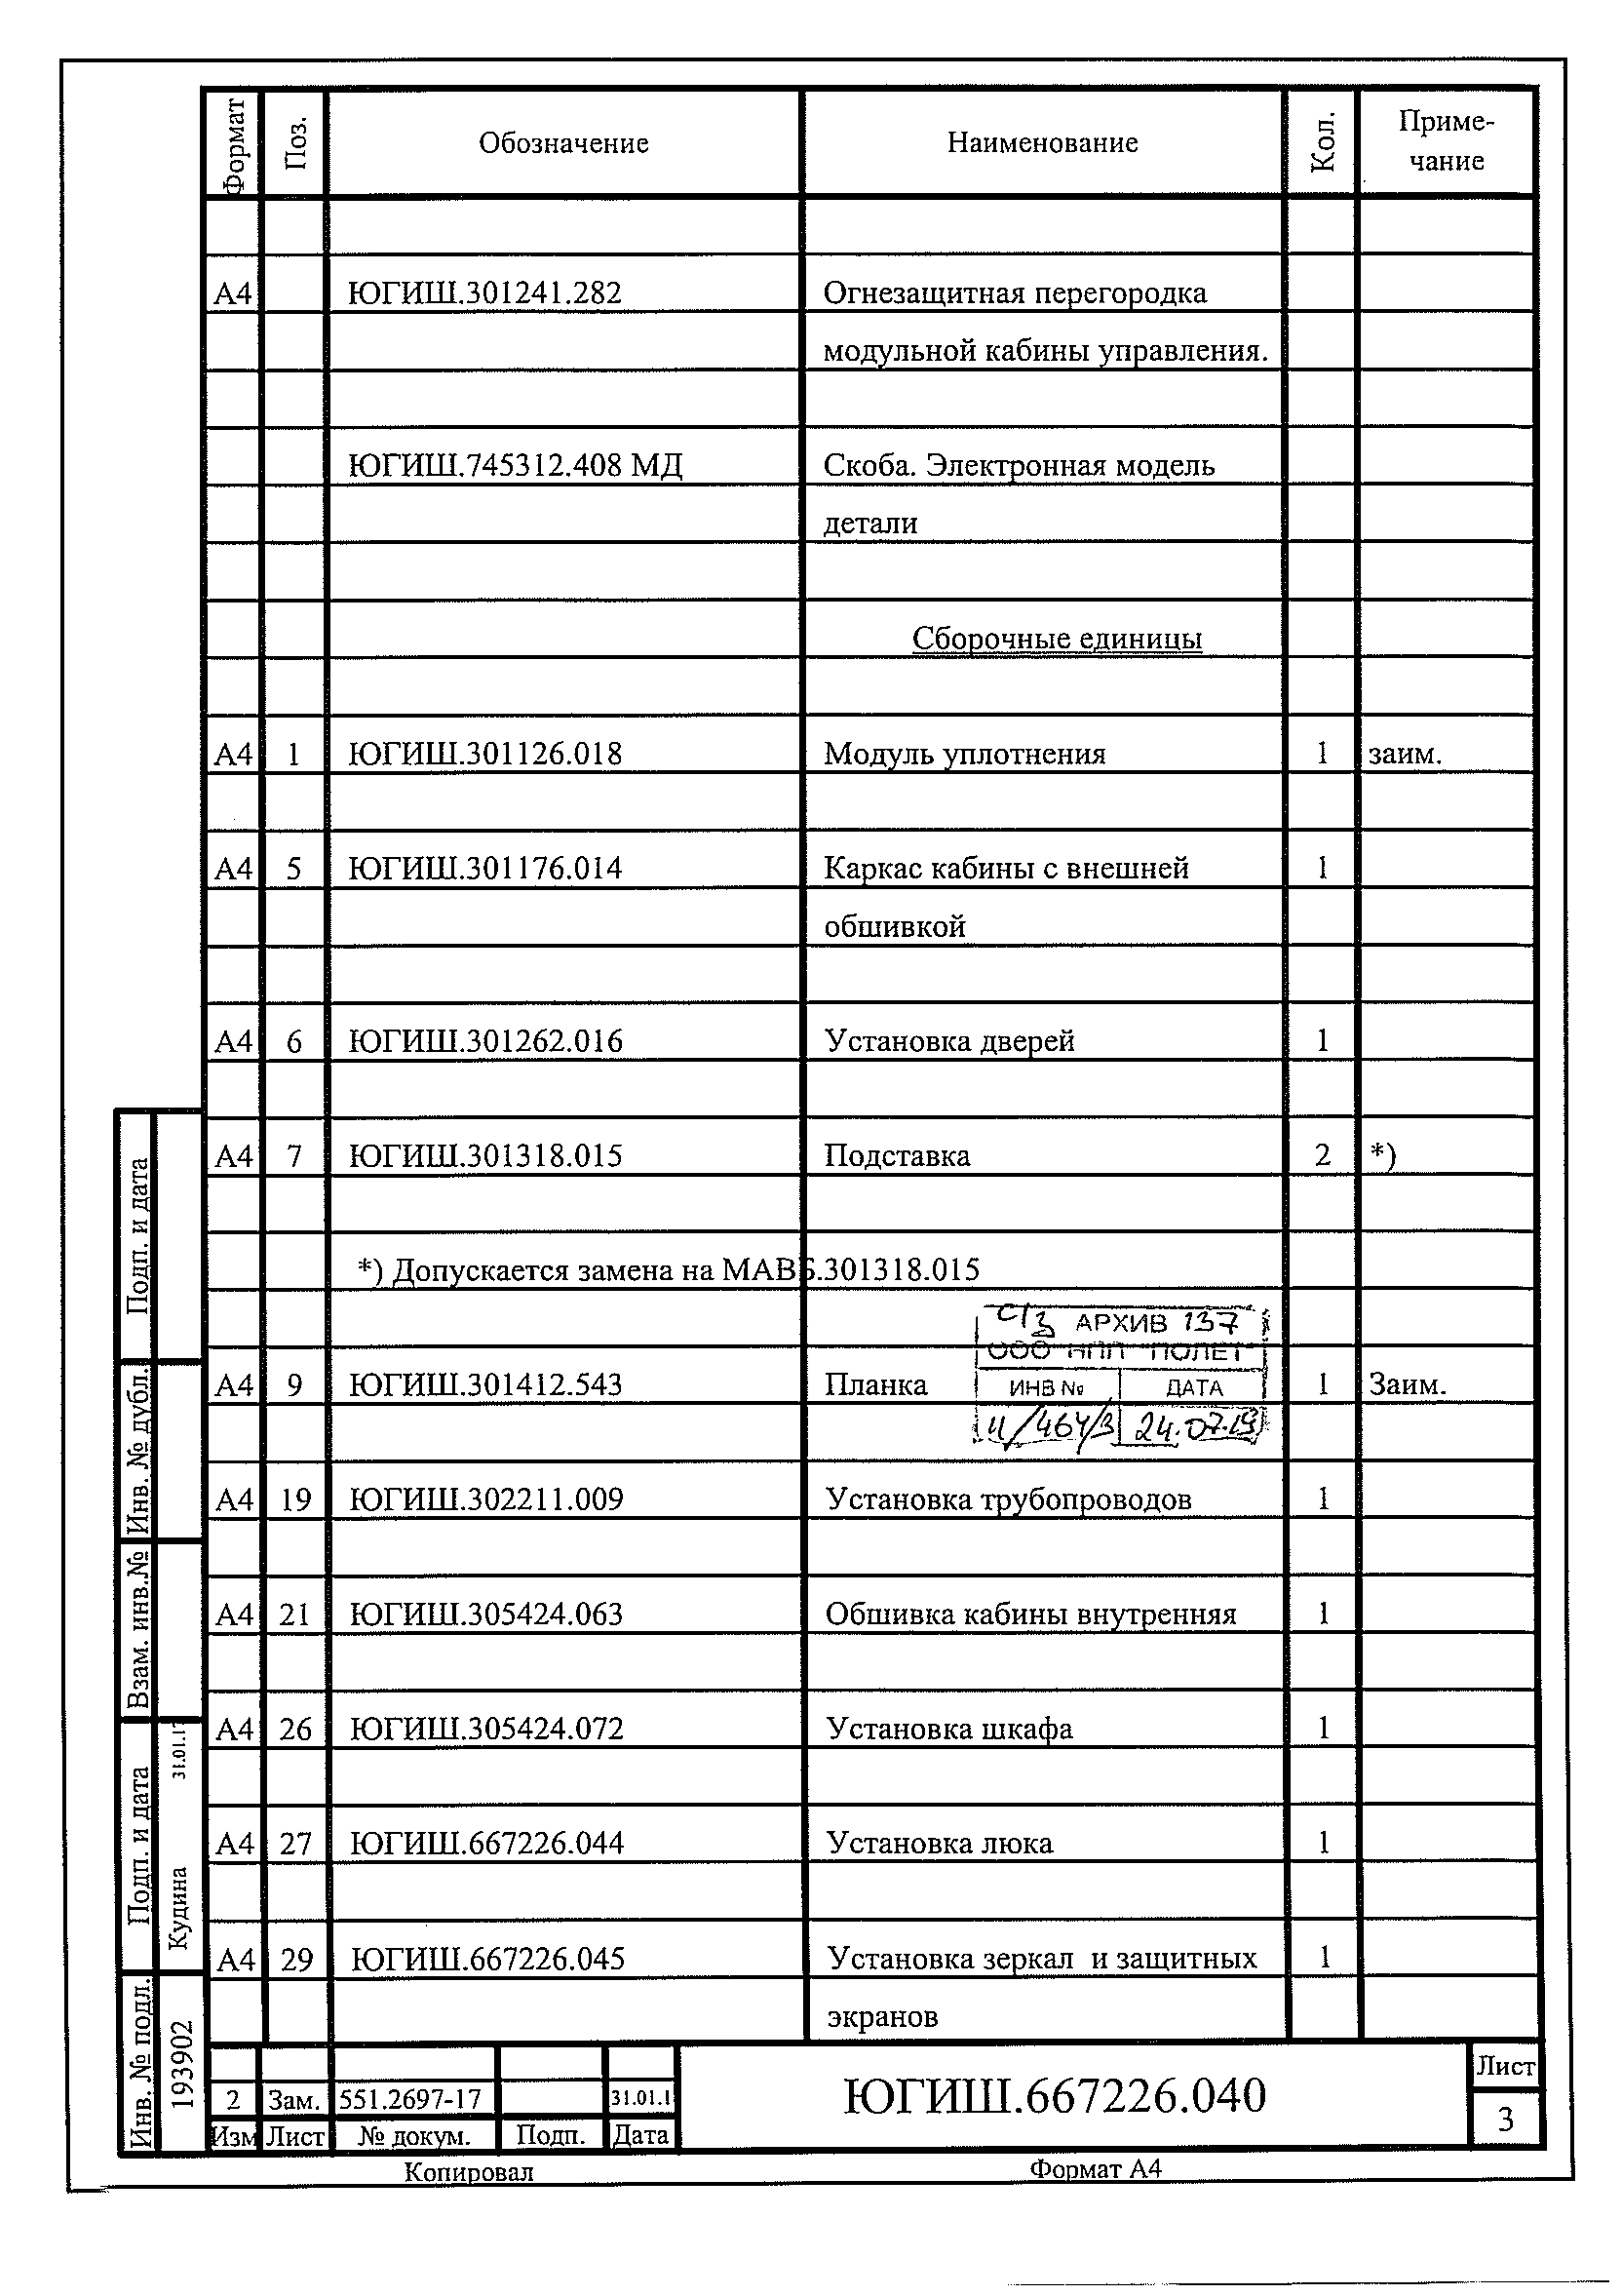 Формат Поз. Обозначение Наименование Кол. Приме-
чание
А4 ЮГИШ.301241.282 Огнезащитная перегородка
модульной кабины управления.
ЮГИШ.745312.408 МД Скоба. Электронная модель
детали
Сборочные единицы
А4 1 ЮГИШ.301126.018 Модуль уплотнения 1 заим.
А4 5 ЮГИШ.301176.014 Каркас кабины с внешней 1
обшивкой
А4 6 ЮГИШ.301262.016 Установка дверей 1
А4 7 ЮГИШ.301318.015 Подставка 2 *)
*) Допускается замена на МАВБ.301318.015
АРХИВ 137
ООО НПП "ПОЛЕТ"
А4 9 ЮГИШ.301412.543 Планка ИНВ № ДАТА 1 Заим.
24.07.19
А4 19 ЮГИШ.302211.009 Установка трубопроводов 1
А4 21 ЮГИШ.305424.063 Обшивка кабины внутренняя 1
А4 26 ЮГИШ.305424.072 Установка шкафа 1
А4 27 ЮГИШ.667226.044 Установка люка 1
А4 29 ЮГИШ.667226.045 Установка зеркал и защитных 1
экранов
Подп. и дата
Инв. № дубл.
Взам. инв.№
Подп. и дата
Кудина 31.01.17
Инв. № подл.
193902
2 Зам. 551.2697-17 31.01.1
Изм Лист № докум. Подп. Дата
ЮГИШ.667226.040
Лист
3
Копировал Формат А4